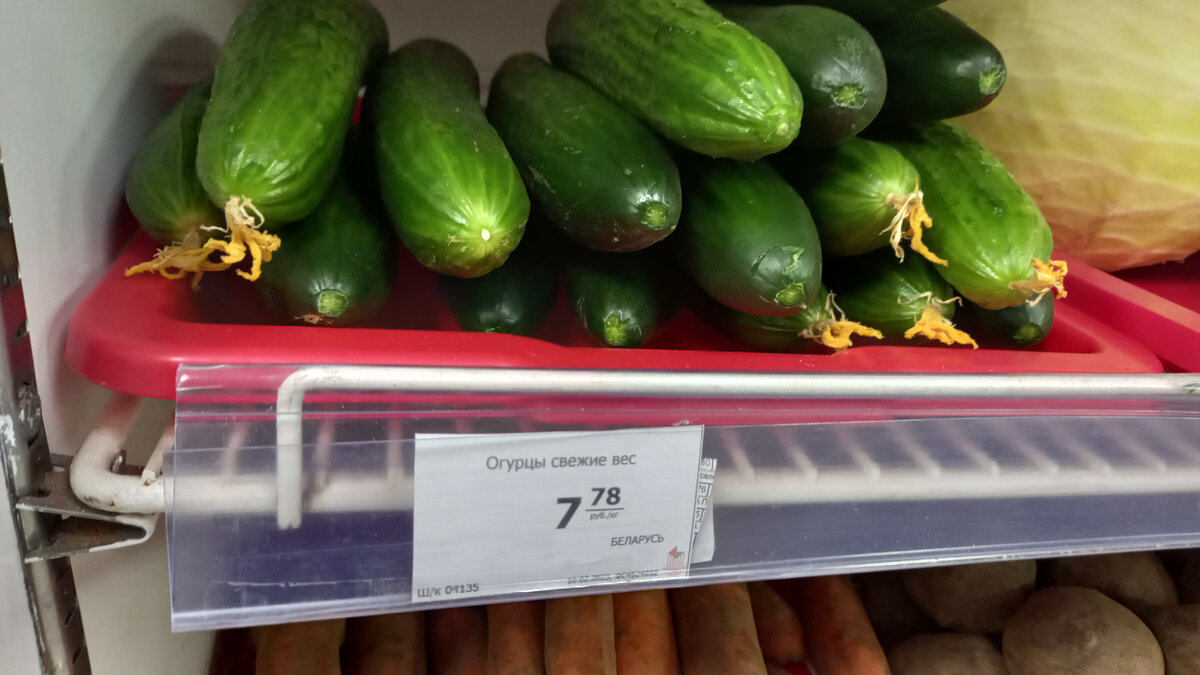 Огурцы свежие вес
7 78
руб./кг
БЕЛАРУСЬ
Ш/к 04135